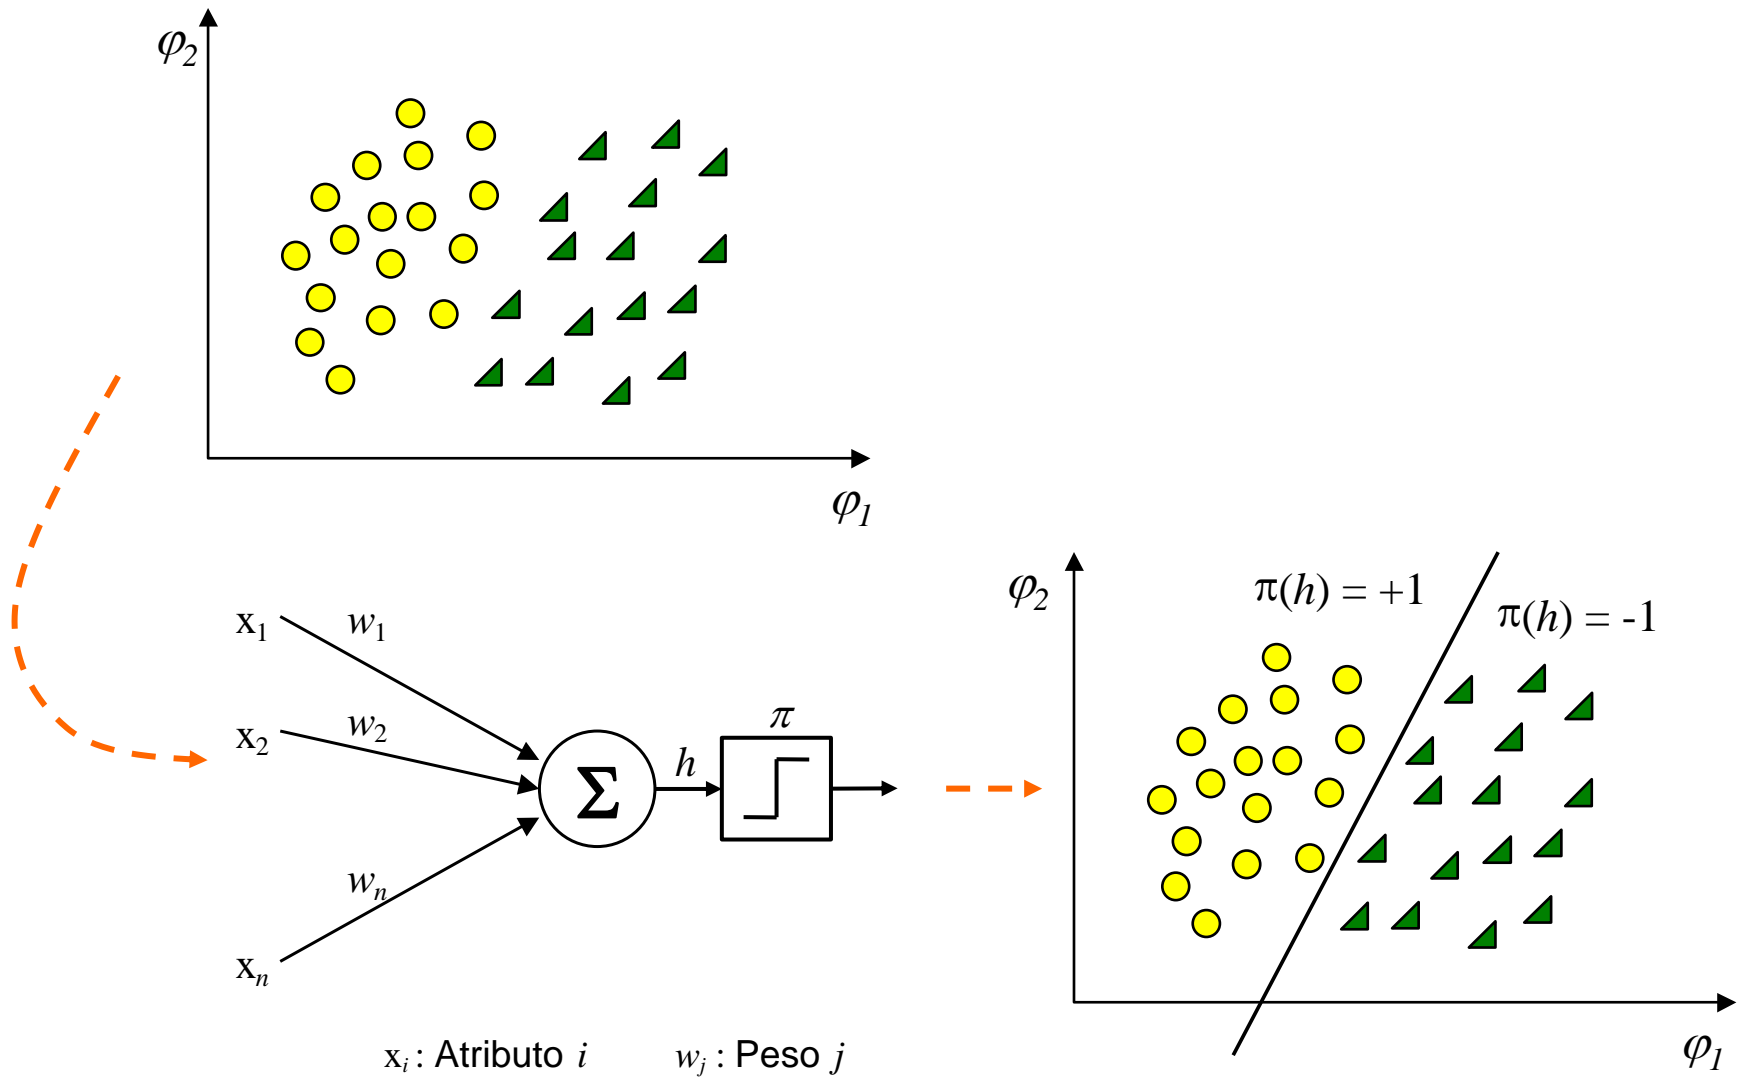 φ2
φ1
x1 w1
x2 w2
xn wn
Σ
h
π
φ2
π(h) = +1
π(h) = -1
φ1
xi : Atributo i wj : Peso j